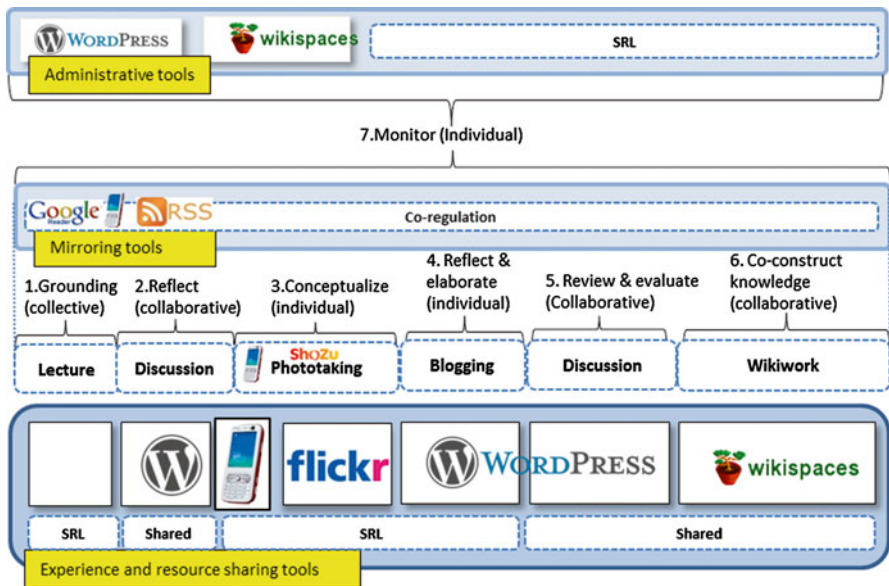 WORDPRESS
wikispaces
SRL
Administrative tools
7.Monitor (Individual)
Google
Reader
RSS
Co-regulation
Mirroring tools
1.Grounding
(collective)
2.Reflect
(collaborative)
3.Conceptualize
(individual)
4. Reflect &
elaborate
(individual)
5. Review & evaluate
(Collaborative)
6. Co-construct
knowledge
(collaborative)
Lecture
Discussion
ShoZu
Phototaking
Blogging
Discussion
Wikiwork
flickr
WORDPRESS
wikispaces
SRL
Shared
SRL
Shared
Experience and resource sharing tools